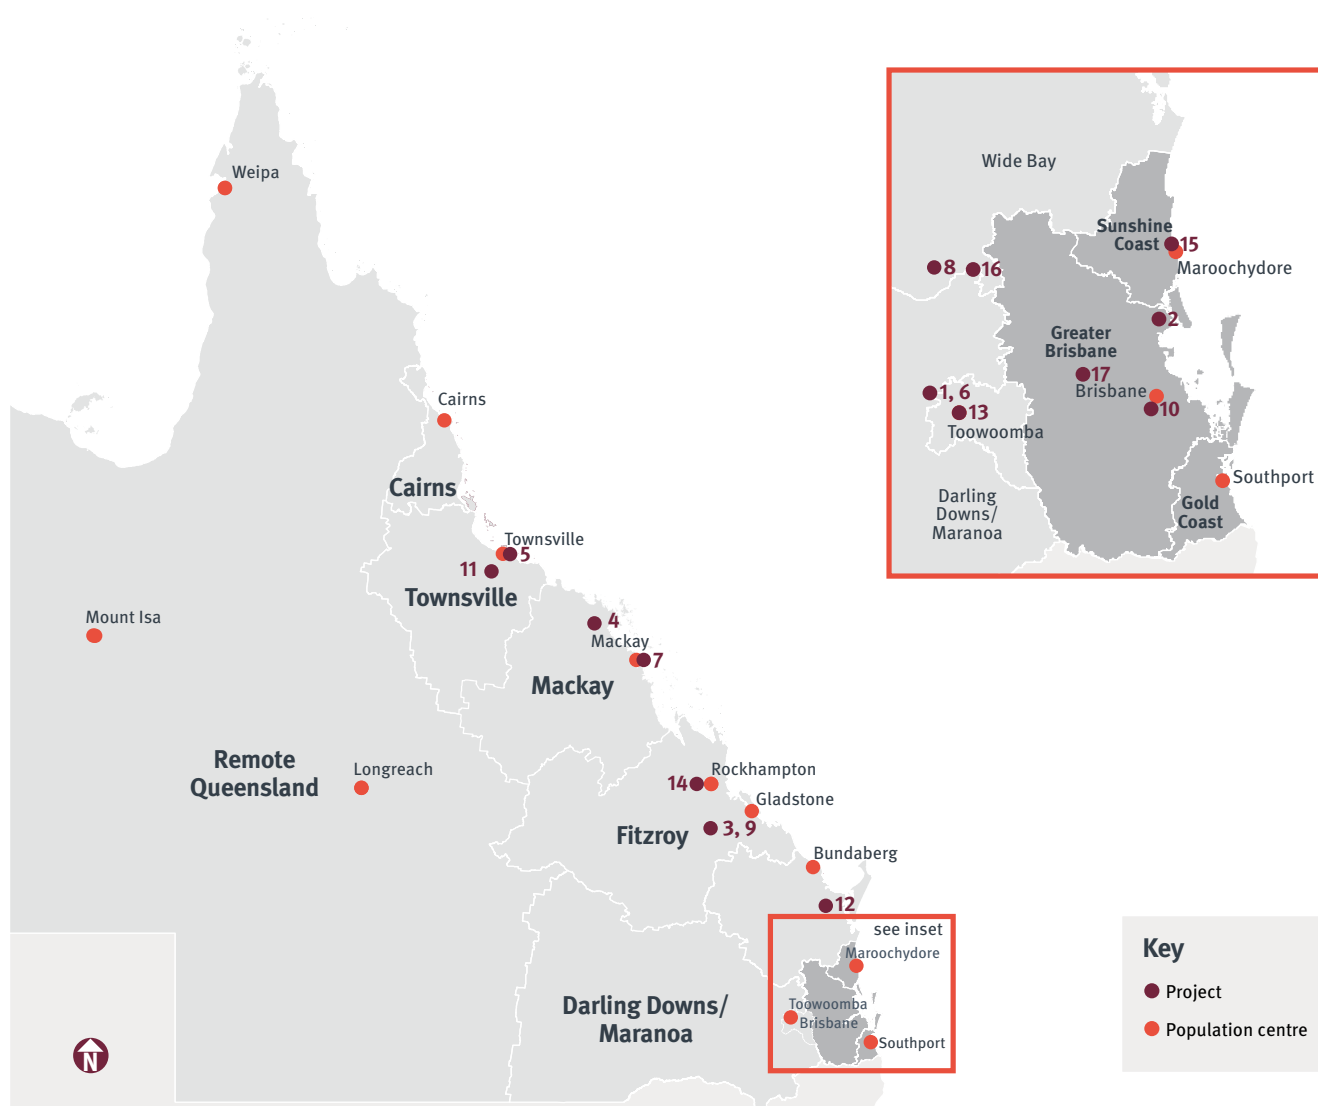 Weipa
Cairns
Cairns
Townsville
5
11
Townsville
Mount Isa
4
Mackay
7
Mackay
Remote
Queensland
Longreach
Rockhampton
14
Gladstone
3, 9
Fitzroy
Bundaberg
12
see inset
Maroochydore
Toowoomba
Brisbane
Southport
Darling Downs/
Maranoa
N
Wide Bay
Sunshine
Coast
15
Maroochydore
8
16
2
Greater
Brisbane
17
Brisbane
10
1, 6
13
Toowoomba
Southport
Gold
Coast
Darling
Downs/
Maranoa
Key
Project
Population centre